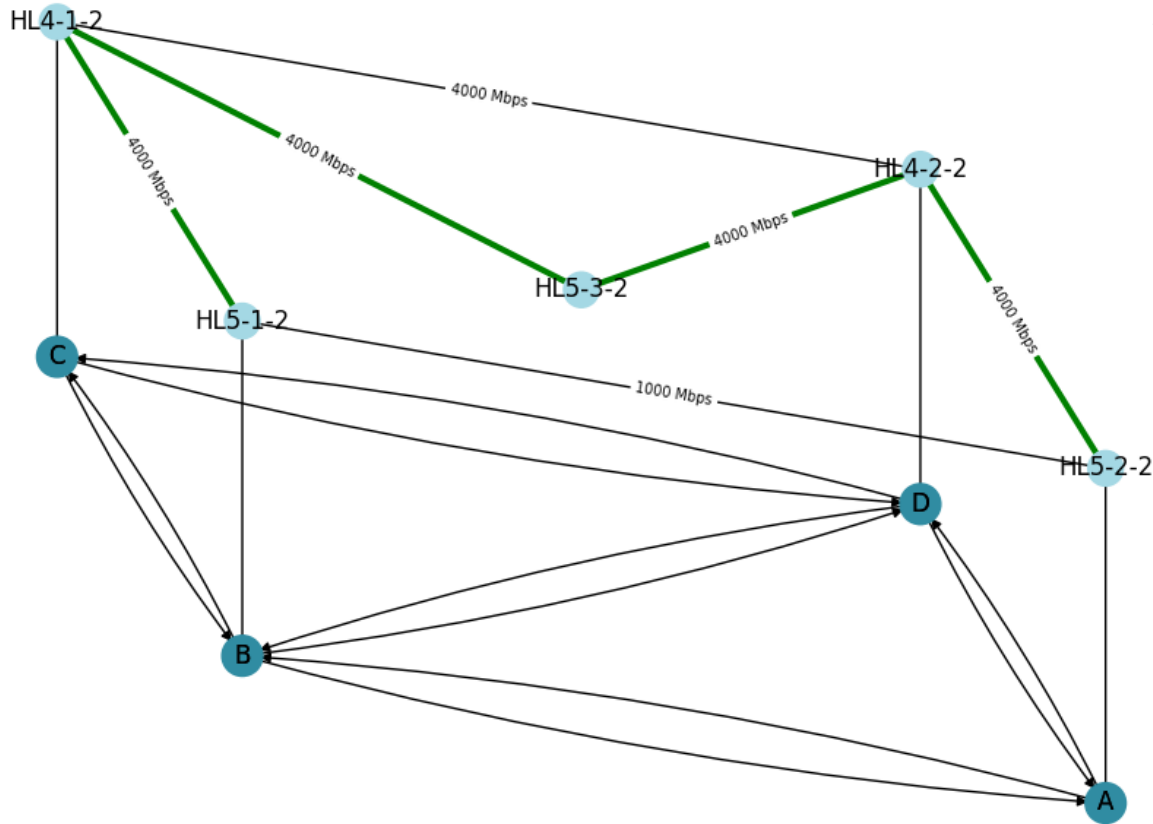 HL4-1-2
4000 Mbps
HL4-2-2
4000 Mbps
4000 Mbps
4000 Mbps
HL5-3-2
4000 Mbps
HL5-1-2
C
1000 Mbps
HL5-2-2
D
B
A